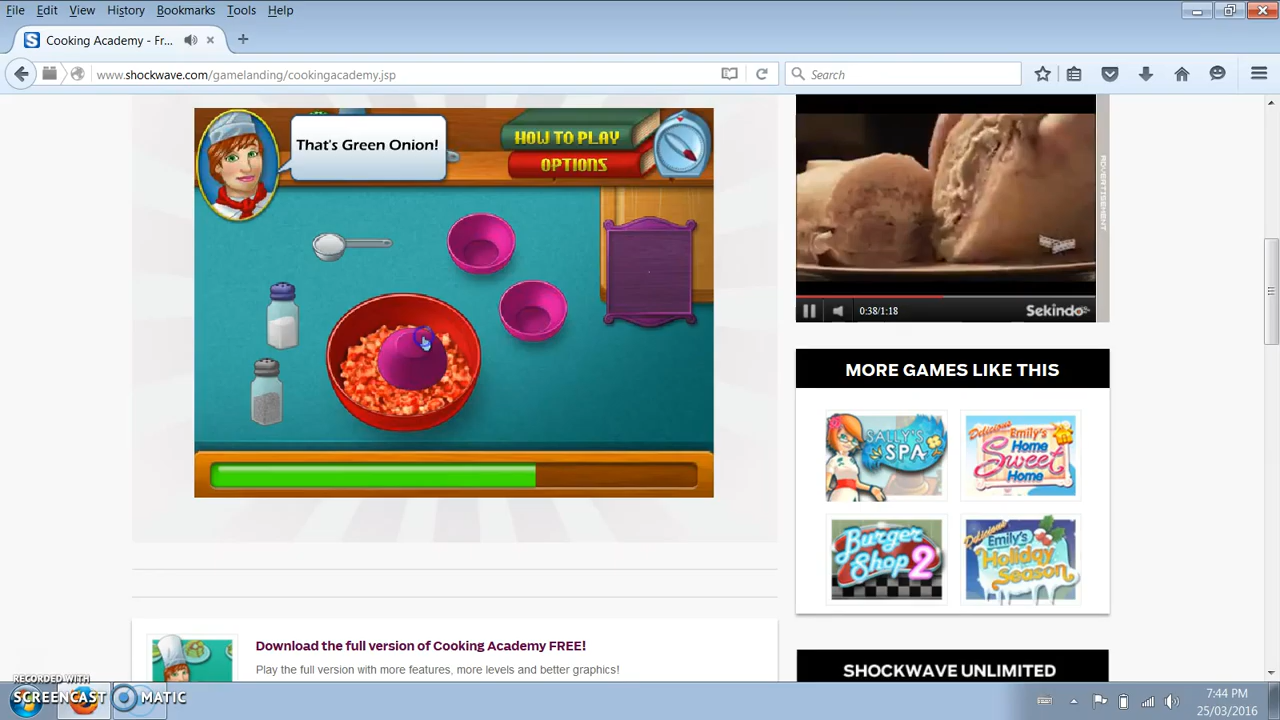 File Edit View History Bookmarks Tools Help
Cooking Academy - Fr...
www.shockwave.com/gamelanding/cookingacademy.jsp
Search
That's Green Onion!
HOW TO PLAY
OPTIONS
ADVERTISEMENT
0:38/1:18
Sekindo
MORE GAMES LIKE THIS
SALLY'S SPA
Delicious Emily's Home Sweet Home
Burger Shop 2
Delicious Emily's Holiday Season
Download the full version of Cooking Academy FREE!
Play the full version with more features, more levels and better graphics!
SHOCKWAVE UNLIMITED
RECORDED WITH
SCREENCAST MATIC
7:44 PM
25/03/2016